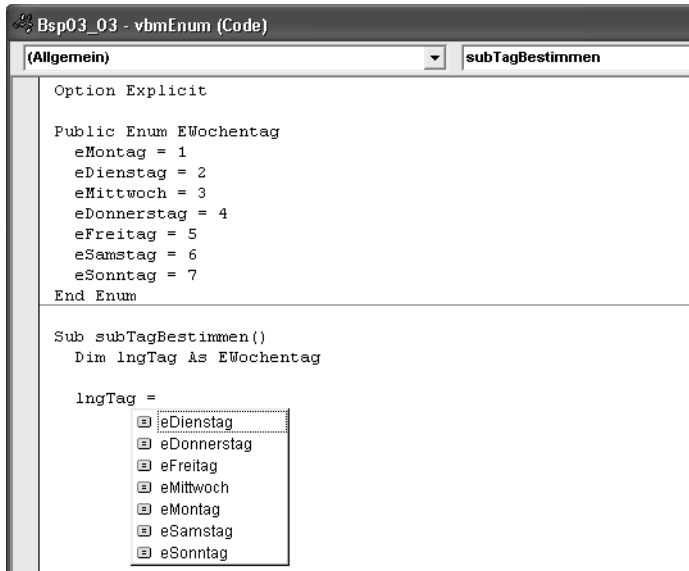 Bsp03_03 - vbmEnum (Code)
(Allgemein) subTagBestimmen
Option Explicit
Public Enum EWochentag
eMontag = 1
eDienstag = 2
eMittwoch = 3
eDonnerstag = 4
eFreitag = 5
eSamstag = 6
eSonntag = 7
End Enum
Sub subTagBestimmen()
Dim lngTag As EWochentag
lngTag =
eDienstag
eDonnerstag
eFreitag
eMittwoch
eMontag
eSamstag
eSonntag